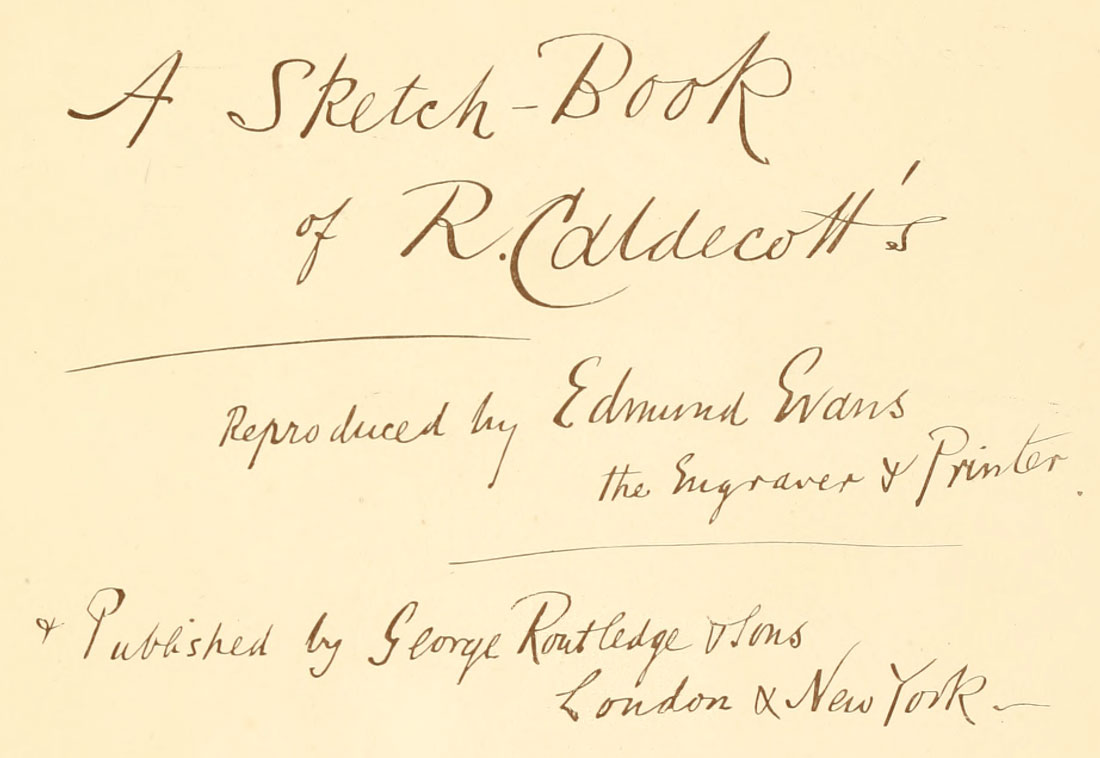 A Sketch-Book
of R. Caldecott's
Reproduced by Edmund Evans
the Engraver & Printer.
& Published by George Routledge & Sons
London & New York —